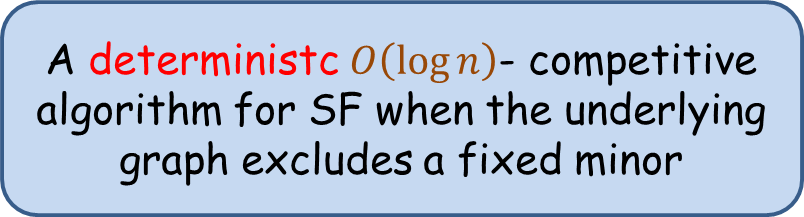 A deterministc O(log n)- competitive
algorithm for SF when the underlying
graph excludes a fixed minor